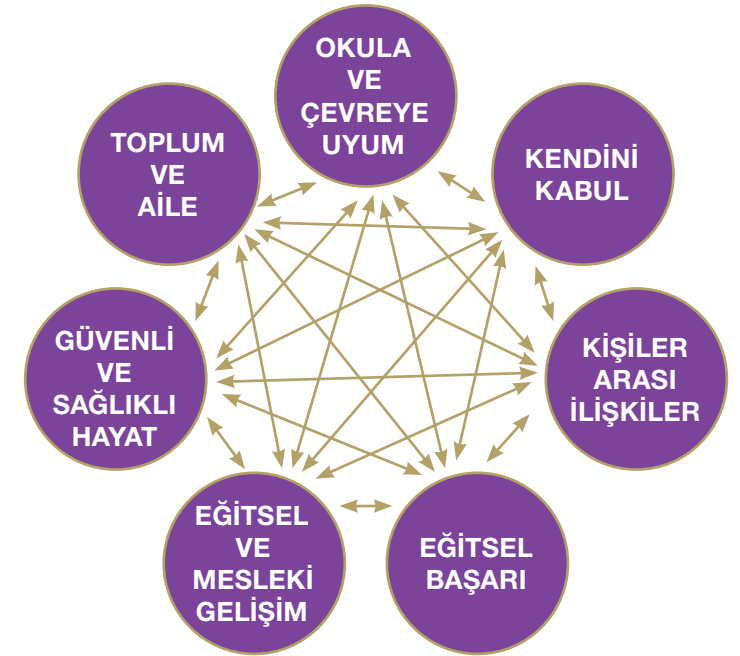 OKULA
VE
ÇEVREYE
UYUM
KENDİNİ
KABUL
KİŞİLER
ARASI
İLİŞKİLER
EĞİTSEL
BAŞARI
EĞİTSEL
VE
MESLEKİ
GELİŞİM
GÜVENLİ
VE
SAĞLIKLI
HAYAT
TOPLUM
VE
AİLE